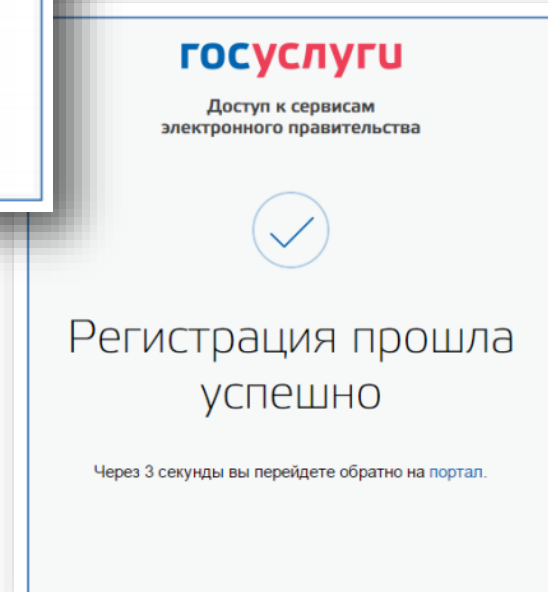 госуслуги
Доступ к сервисам
электронного правительства
Регистрация прошла
успешно
Через 3 секунды вы перейдете обратно на портал.